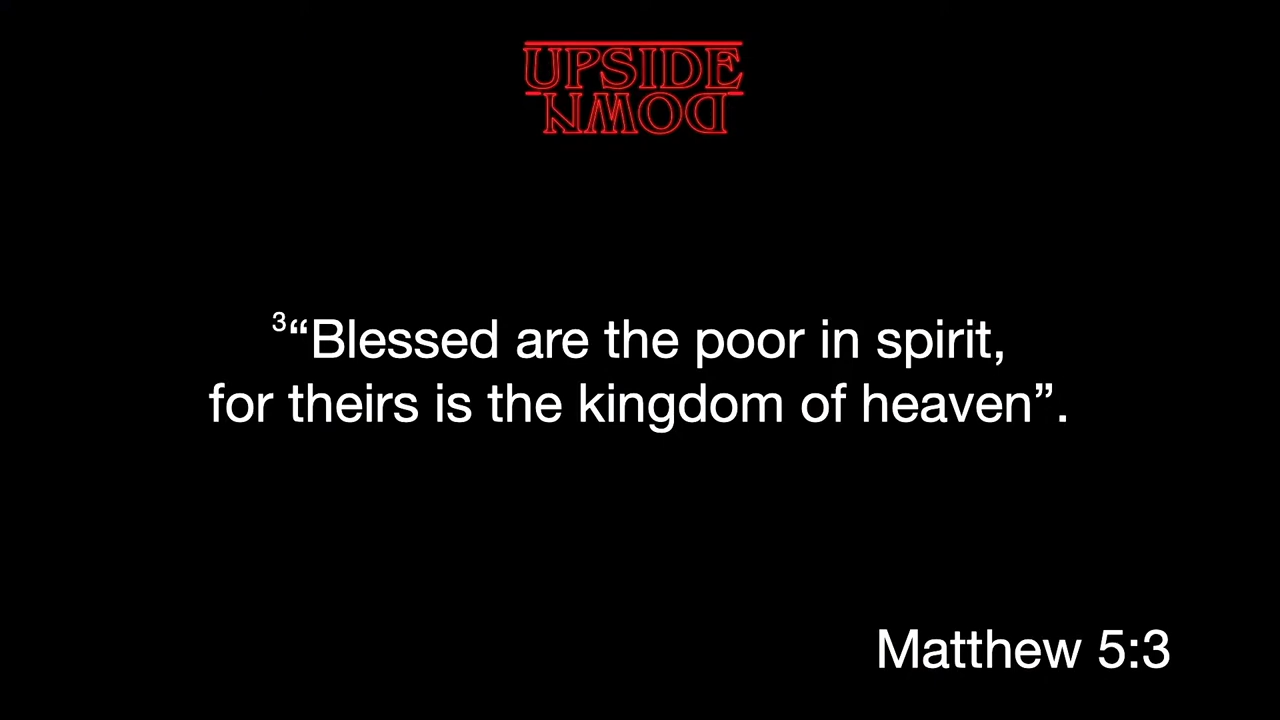 UPSIDE
DOWN
³“Blessed are the poor in spirit,
for theirs is the kingdom of heaven”.
Matthew 5:3